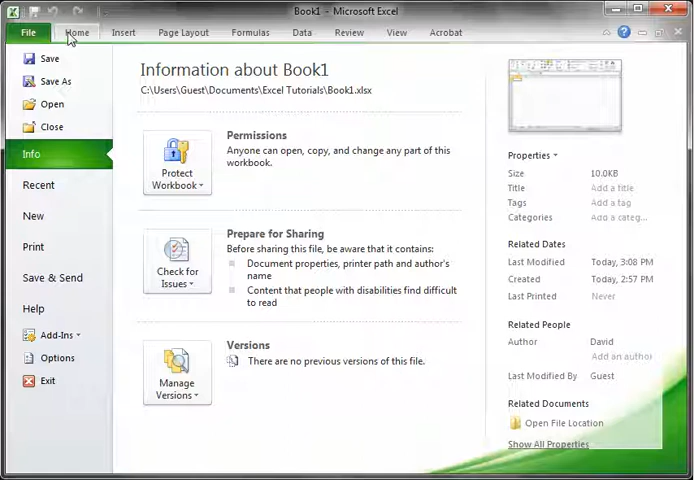 Book1 - Microsoft Excel
File Home Insert Page Layout Formulas Data Review View Acrobat
Save
Save As
Open
Close
Info
Recent
New
Print
Save & Send
Help
Add-Ins
Options
Exit
Information about Book1
C:\Users\Guest\Documents\Excel Tutorials\Book1.xlsx
Protect
Workbook
Permissions
Anyone can open, copy, and change any part of this
workbook.
Check for
Issues
Prepare for Sharing
Before sharing this file, be aware that it contains:
Document properties, printer path and author's
name
Content that people with disabilities find difficult
to read
Manage
Versions
Versions
There are no previous versions of this file.
Properties
Size 10.0KB
Title Add a title
Tags Add a tag
Categories Add a categ...
Related Dates
Last Modified Today, 3:08 PM
Created Today, 2:57 PM
Last Printed Never
Related People
Author David
Add an author
Last Modified By Guest
Related Documents
Open File Location
Show All Properties